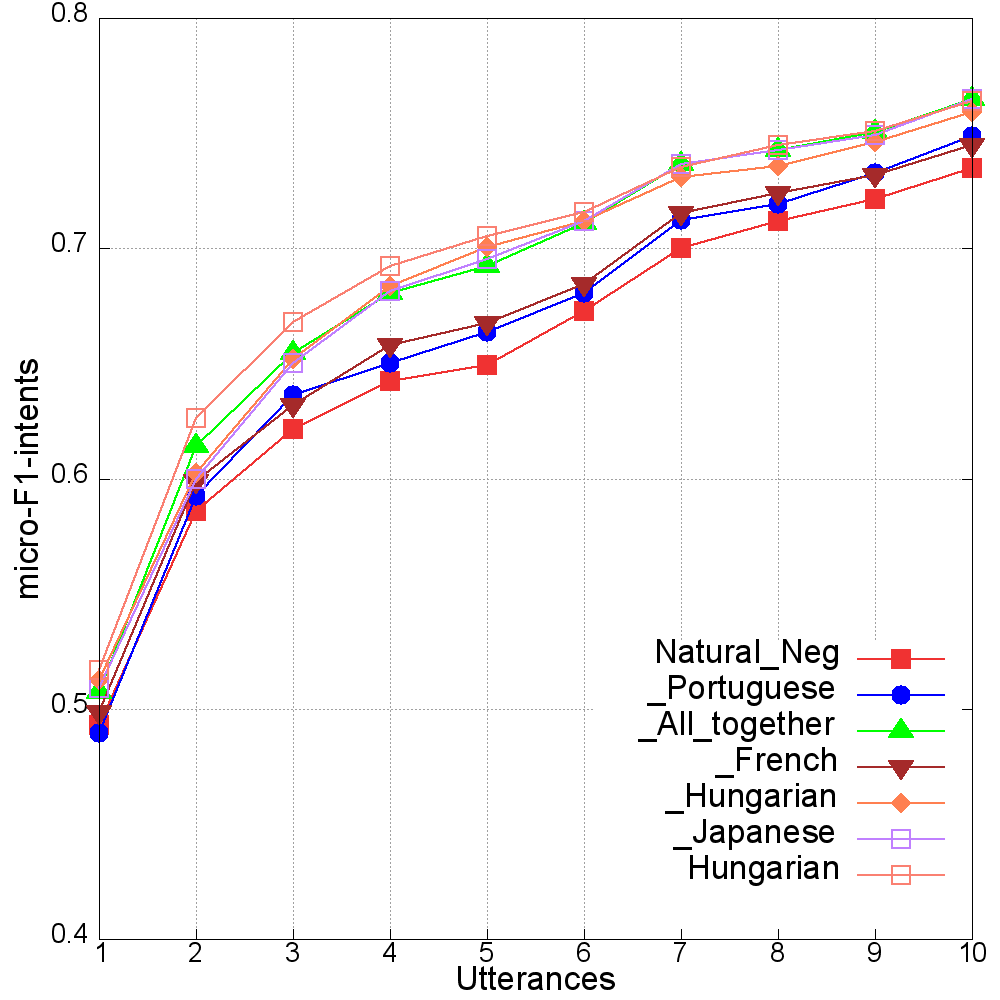 0.8
0.7
0.6
0.5
0.4
micro-F1-intents
Natural_Neg
_Portuguese
_All_together
_French
_Hungarian
_Japanese
Hungarian
1 2 3 4 5 6 7 8 9 10
Utterances